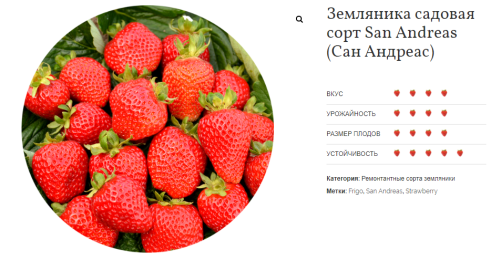 Земляника садовая
сорт San Andreas
(Сан Андреас)
ВКУС
УРОЖАЙНОСТЬ
РАЗМЕР ПЛОДОВ
УСТОЙЧИВОСТЬ
Категория: Ремонтантные сорта земляники
Метки: Frigo, San Andreas, Strawberry